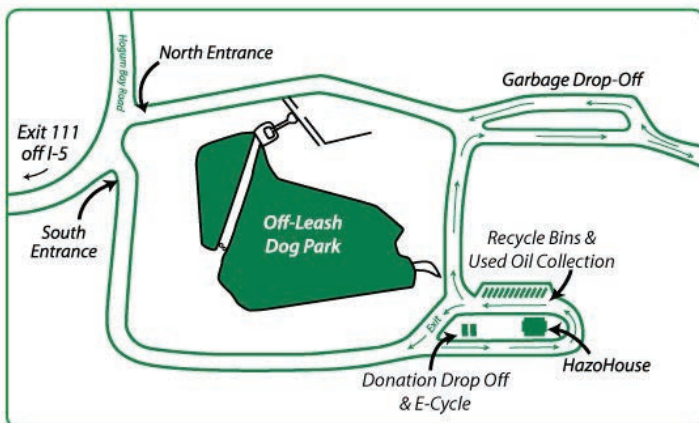 Hogum Bay Road
North Entrance
Garbage Drop-Off
Exit 111
off I-5
South
Entrance
Off-Leash
Dog Park
Recycle Bins &
Used Oil Collection
Exit
HazoHouse
Donation Drop Off
& E-Cycle